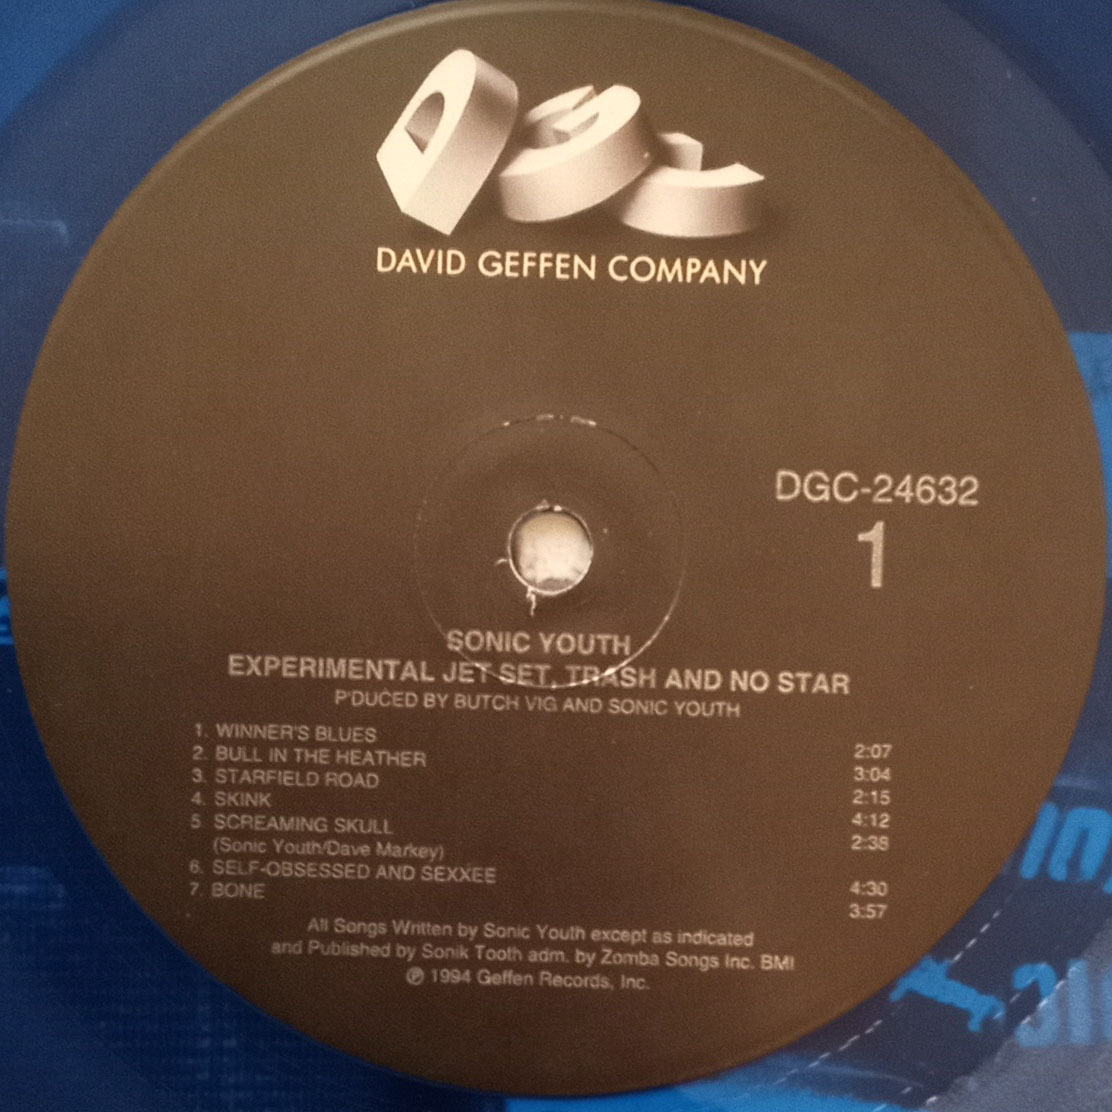 DGC
DAVID GEFFEN COMPANY
DGC-24632
1
SONIC YOUTH
EXPERIMENTAL JET SET, TRASH AND NO STAR
P'DUCED BY BUTCH VIG AND SONIC YOUTH
1. WINNER'S BLUES 2:07
2. BULL IN THE HEATHER 3:04
3. STARFIELD ROAD 2:15
4. SKINK 4:12
5 SCREAMING SKULL 2:38
(Sonic Youth/Dave Markey)
6. SELF-OBSESSED AND SEXXEE 4:30
7. BONE 3:57
All Songs Written by Sonic Youth except as indicated
and Published by Sonik Tooth adm. by Zomba Songs Inc. BMI
℗ 1994 Geffen Records, Inc.